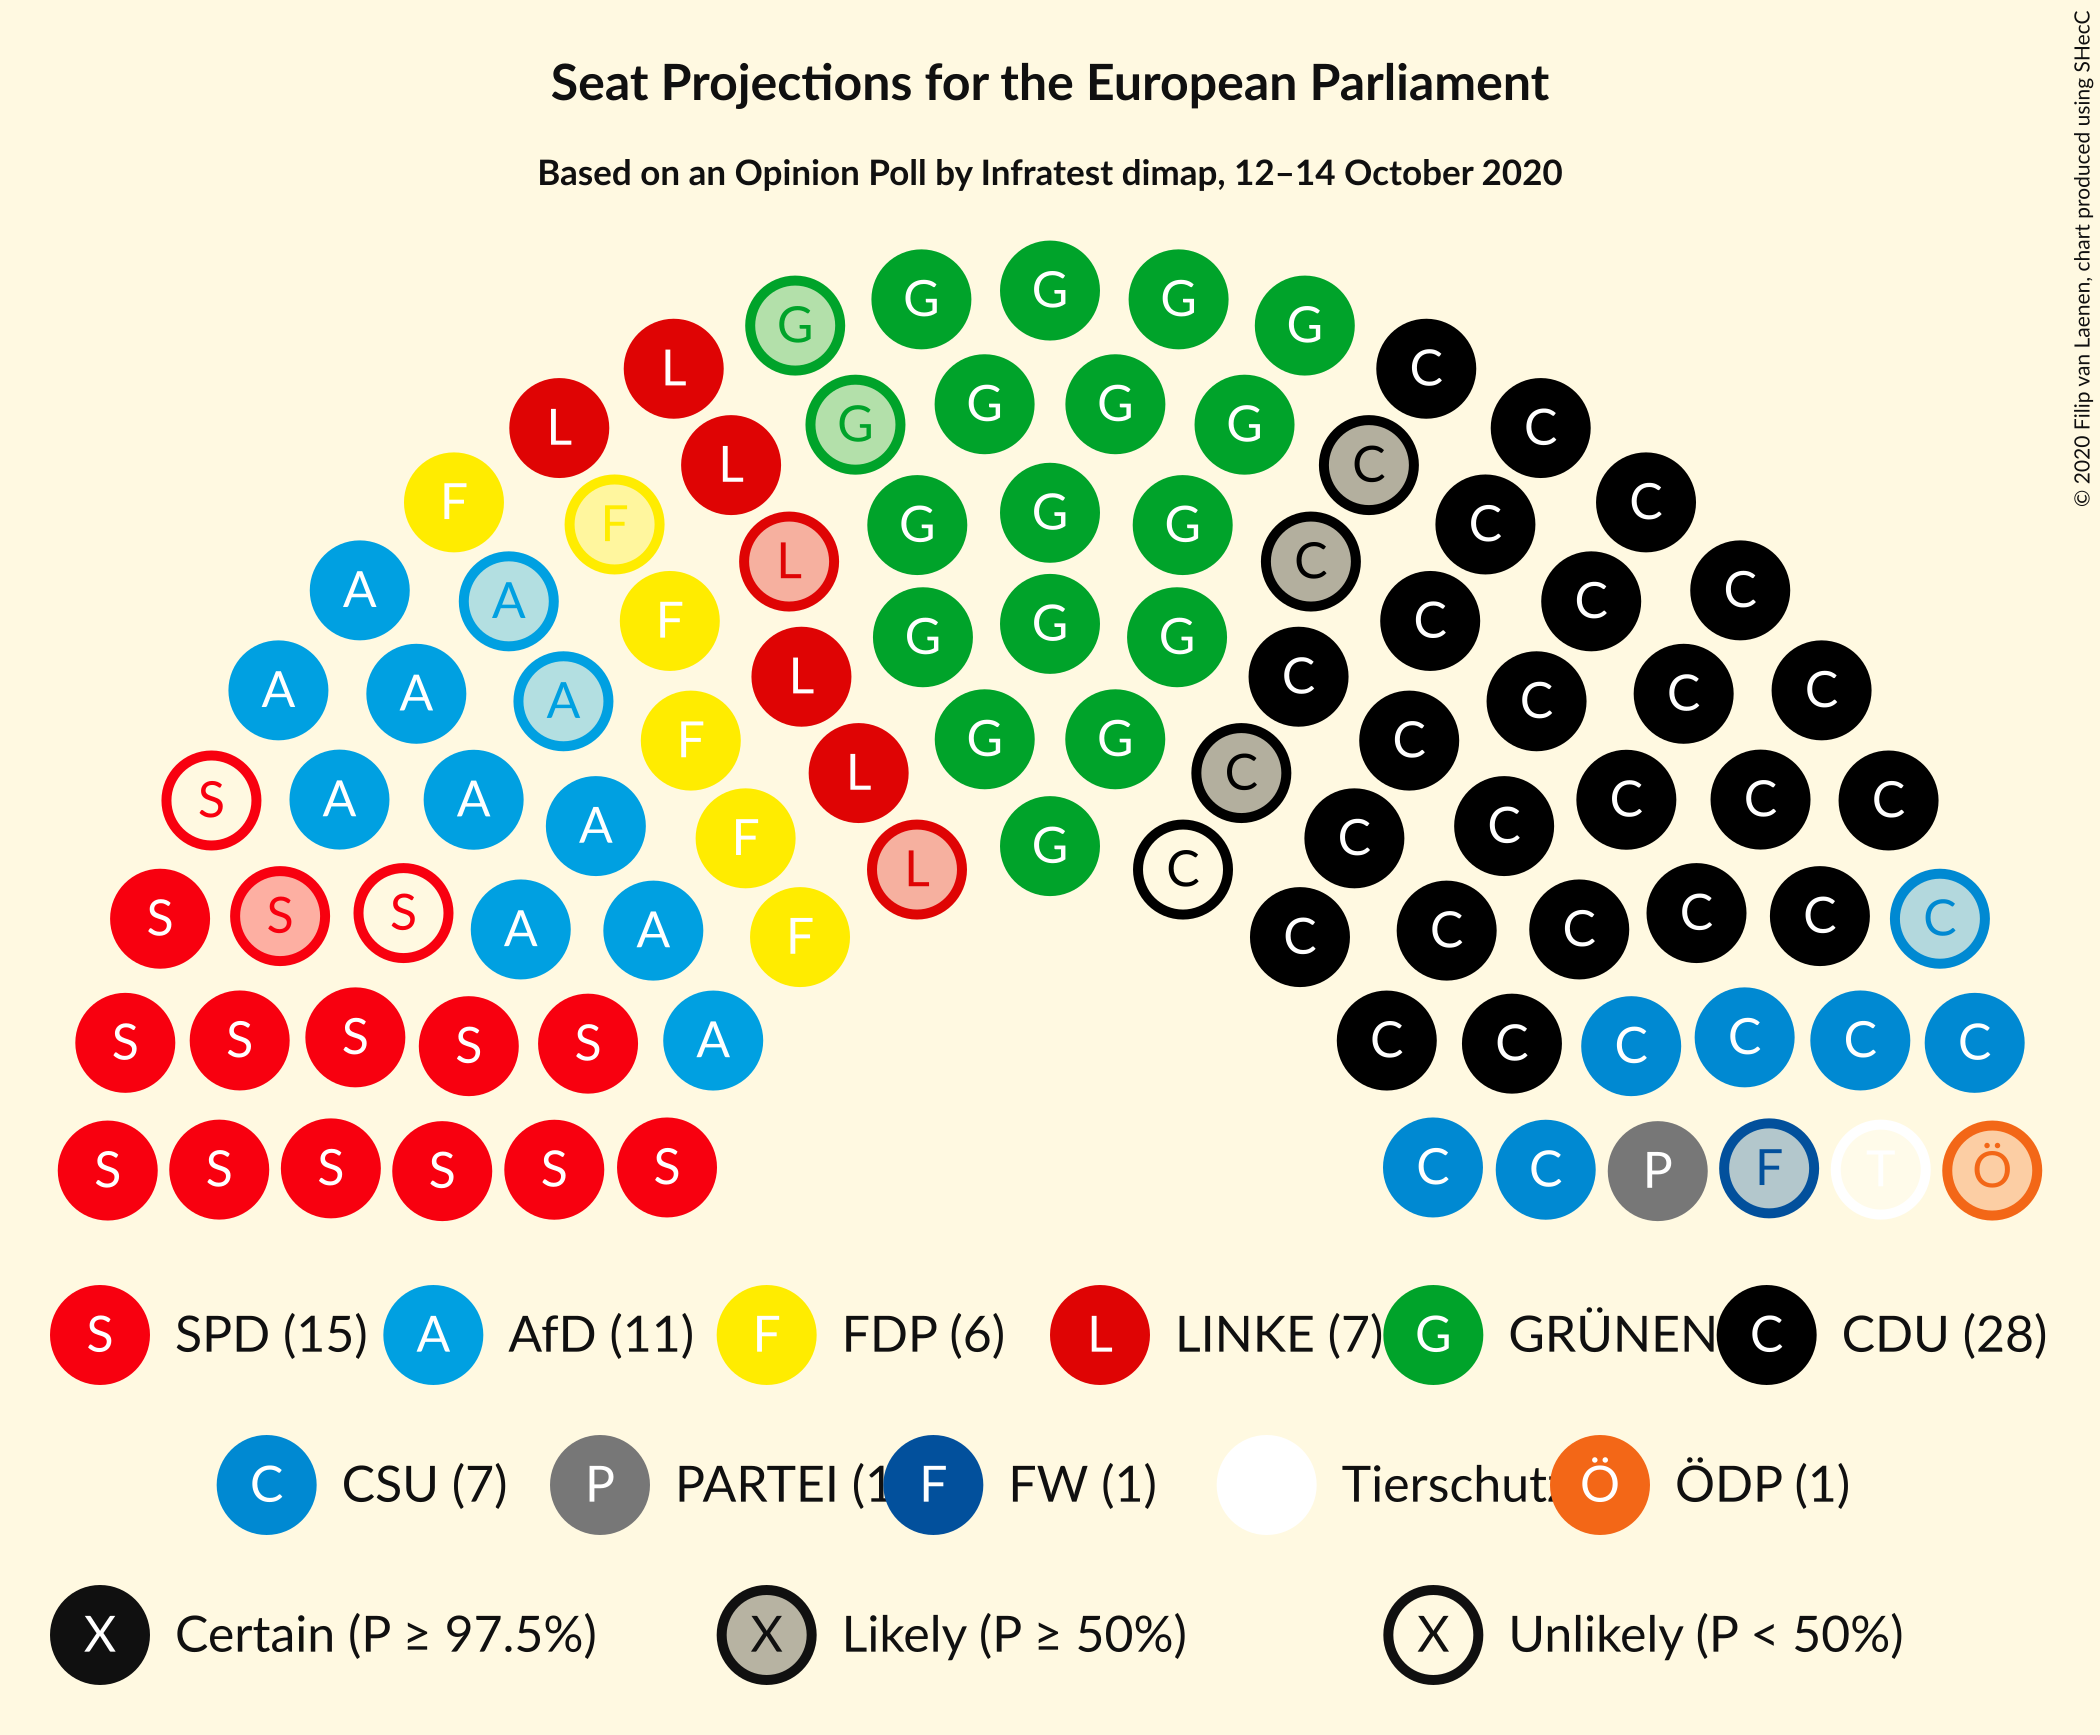 Seat Projections for the European Parliament
Based on an Opinion Poll by Infratest dimap, 12–14 October 2020
© 2020 Filip van Laenen, chart produced using SHecC
G G G G G
L C
G G G G
L C
L C C
F G G G C
F C C
L C
A G G G C
A F C C
L C
A A A F G G C C C C
L C C
S A A A F G C C C C C C
L C
S S S A A F C C C C C C
S S S S S A C C C C C C
S S S S S S C C P F T Ö
S SPD (15) A AfD (11) F FDP (6) L LINKE (7) G GRÜNEN C CDU (28)
C CSU (7) P PARTEI (1 F FW (1) Tierschutz Ö ÖDP (1)
X Certain (P ≥ 97.5%) X Likely (P ≥ 50%) X Unlikely (P < 50%)